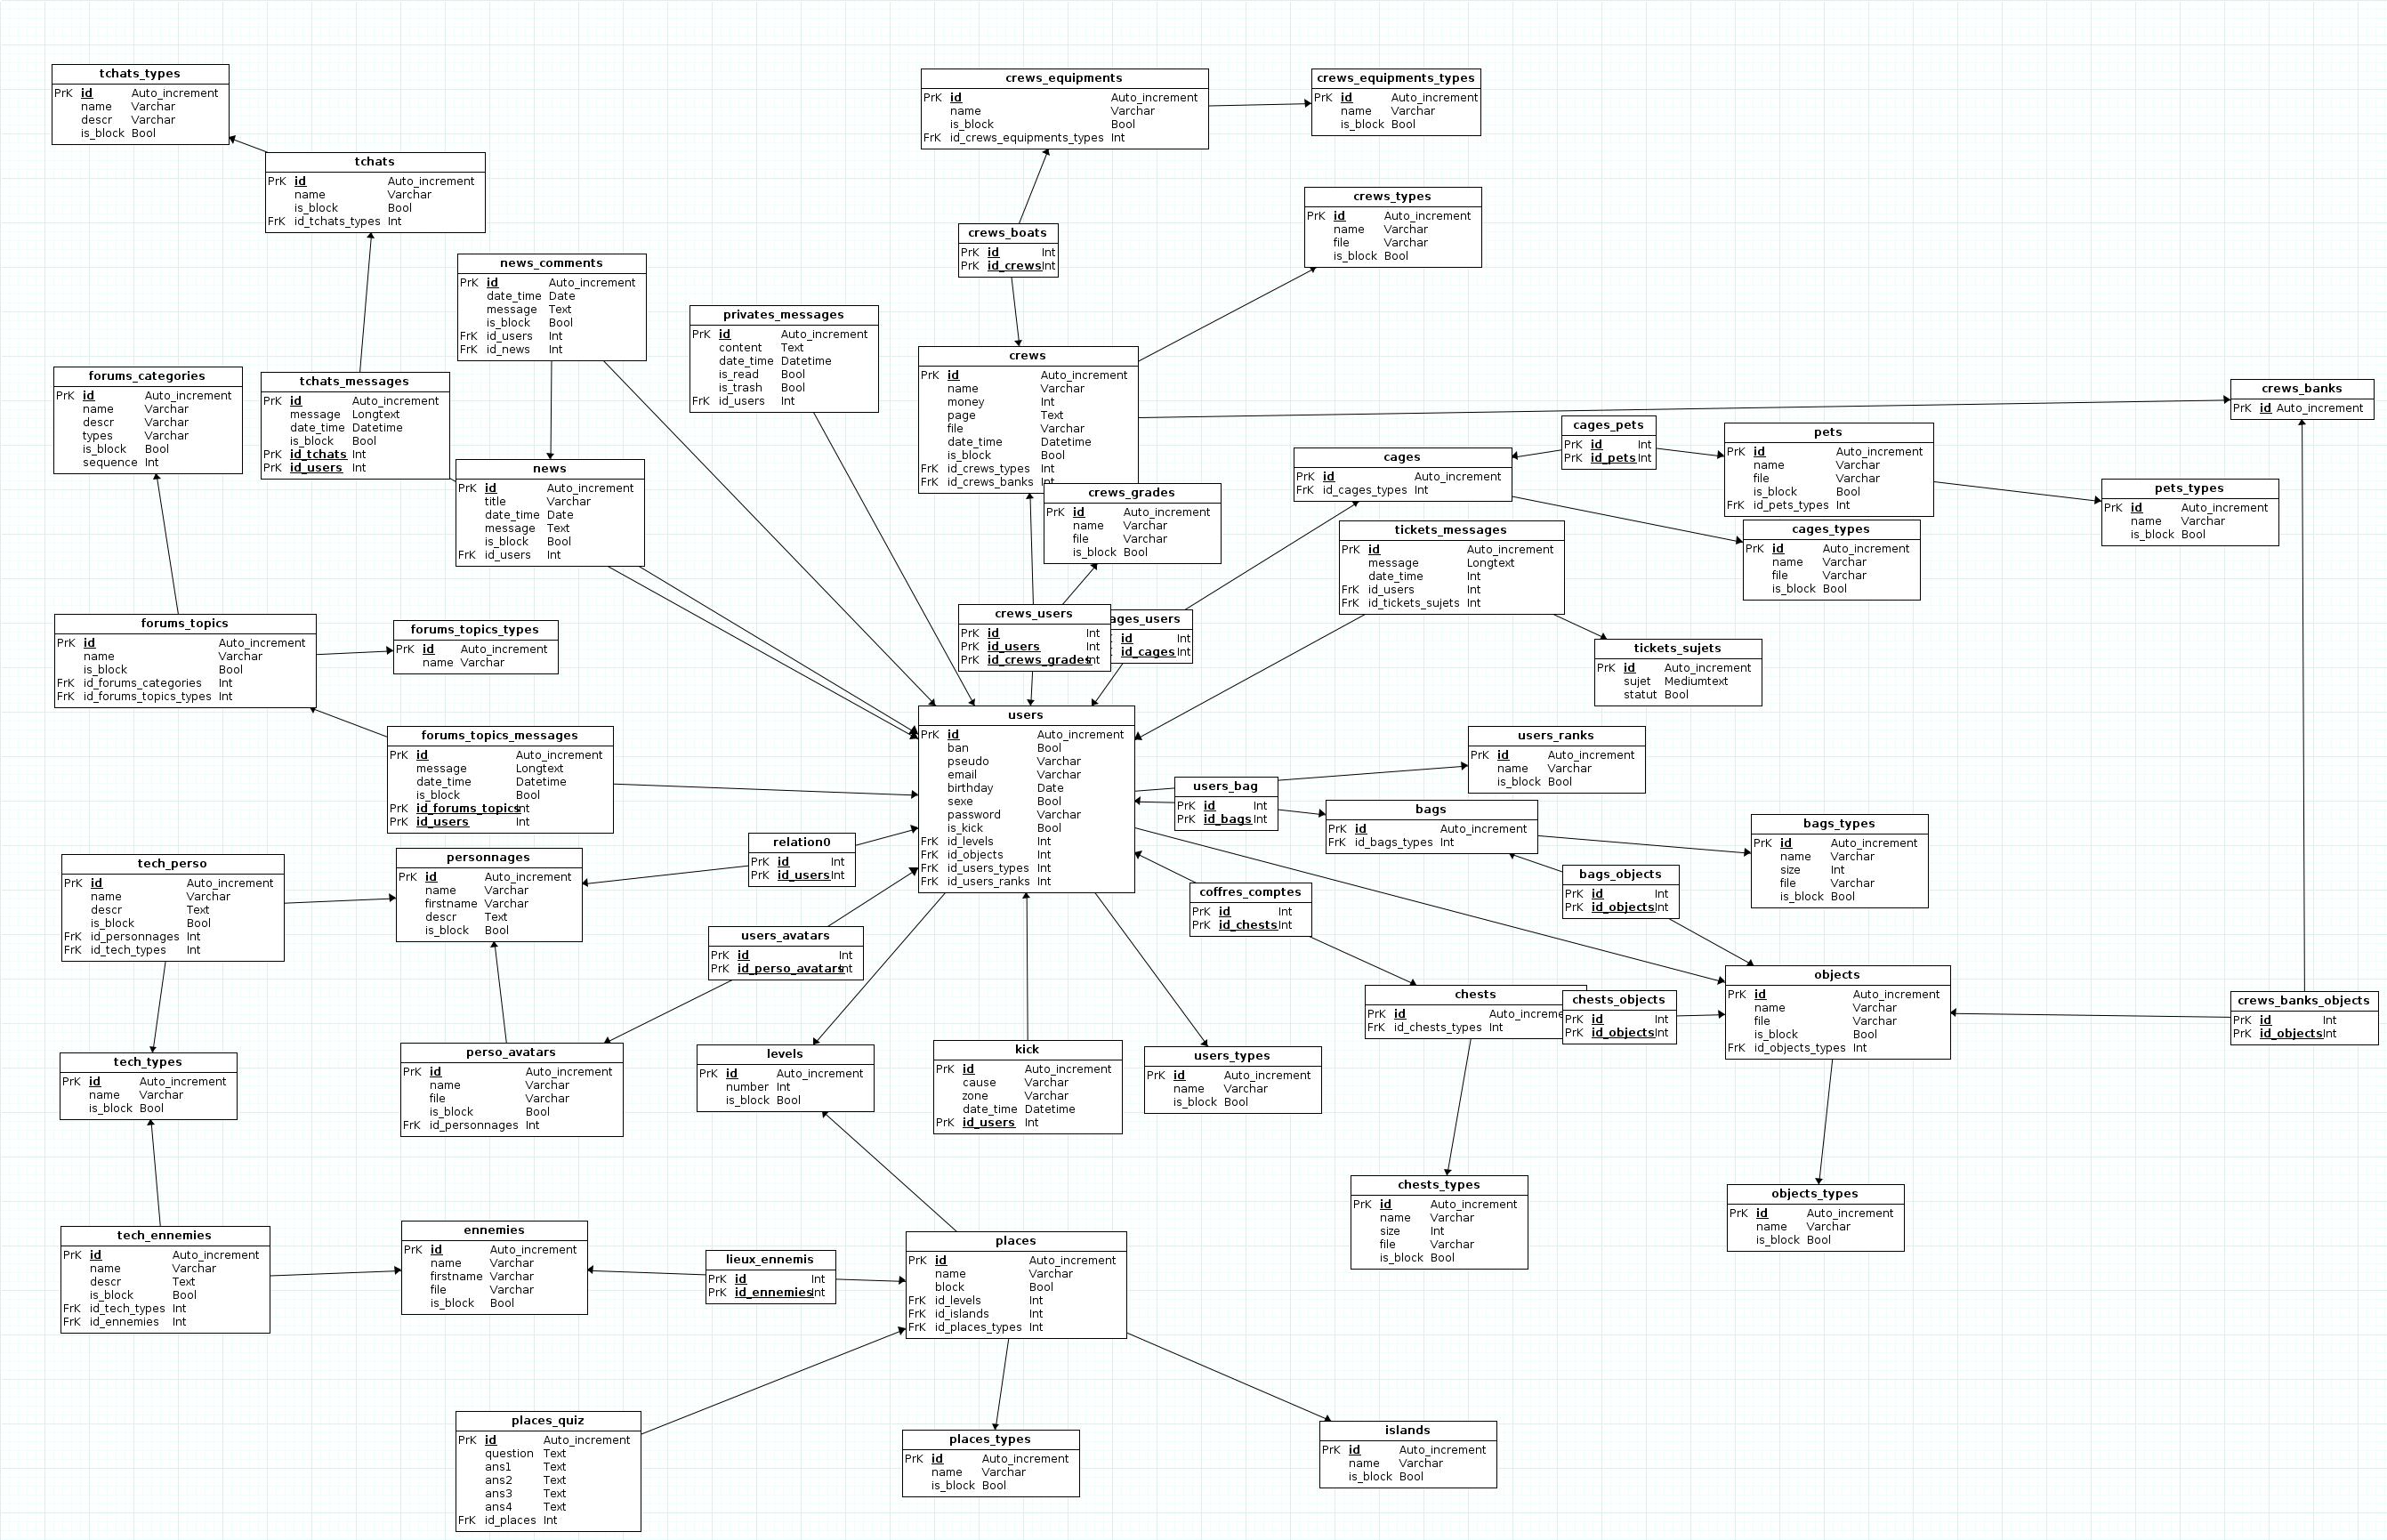 tchats_types
PrK id Auto_increment
name Varchar
descr Varchar
is_block Bool
crews_equipments
PrK id Auto_increment
name Varchar
is_block Bool
FrK id_crews_equipments_types Int
crews_equipments_types
PrK id Auto_increment
name Varchar
is_block Bool
tchats
PrK id Auto_increment
name Varchar
is_block Bool
FrK id_tchats_types Int
crews_types
PrK id Auto_increment
name Varchar
file Varchar
is_block Bool
crews_boats
PrK id Int
PrK id_crews Int
news_comments
PrK id Auto_increment
date_time Date
message Text
is_block Bool
FrK id_users Int
FrK id_news Int
privates_messages
PrK id Auto_increment
content Text
date_time Datetime
is_read Bool
is_trash Bool
FrK id_users Int
crews
PrK id Auto_increment
name Varchar
money Int
page Text
file Varchar
date_time Datetime
is_block Bool
FrK id_crews_types Int
FrK id_crews_banks Int
forums_categories
PrK id Auto_increment
name Varchar
descr Varchar
types Varchar
is_block Bool
sequence Int
tchats_messages
PrK id Auto_increment
message Longtext
date_time Datetime
is_block Bool
PrK id_tchats Int
PrK id_users Int
crews_banks
PrK id Auto_increment
cages_pets
PrK id Int
PrK id_pets Int
pets
PrK id Auto_increment
name Varchar
file Varchar
is_block Bool
FrK id_pets_types Int
cages
PrK id Auto_increment
FrK id_cages_types Int
news
PrK id Auto_increment
title Varchar
date_time Date
message Text
is_block Bool
FrK id_users Int
pets_types
PrK id Auto_increment
name Varchar
is_block Bool
crews_grades
PrK id Auto_increment
name Varchar
file Varchar
is_block Bool
tickets_messages
PrK id Auto_increment
message Longtext
date_time Int
FrK id_users Int
FrK id_tickets_sujets Int
cages_types
PrK id Auto_increment
name Varchar
file Varchar
is_block Bool
crews_users
PrK id Int
PrK id_users Int
PrK id_crews_grades Int
ages_users
id Int
id_cages Int
forums_topics
PrK id Auto_increment
name Varchar
is_block Bool
FrK id_forums_categories Int
FrK id_forums_topics_types Int
forums_topics_types
PrK id Auto_increment
name Varchar
tickets_sujets
PrK id Auto_increment
sujet Mediumtext
statut Bool
users
PrK id Auto_increment
ban Bool
pseudo Varchar
email Varchar
birthday Date
sexe Bool
password Varchar
is_kick Bool
FrK id_levels Int
FrK id_objects Int
FrK id_users_types Int
FrK id_users_ranks Int
forums_topics_messages
PrK id Auto_increment
message Longtext
date_time Datetime
is_block Bool
PrK id_forums_topics Int
PrK id_users Int
users_ranks
PrK id Auto_increment
name Varchar
is_block Bool
users_bag
PrK id Int
PrK id_bags Int
bags
PrK id Auto_increment
FrK id_bags_types Int
bags_types
PrK id Auto_increment
name Varchar
size Int
file Varchar
is_block Bool
relation0
PrK id Int
PrK id_users Int
tech_perso
PrK id Auto_increment
name Varchar
descr Text
is_block Bool
FrK id_personnages Int
FrK id_tech_types Int
personnages
PrK id Auto_increment
name Varchar
firstname Varchar
descr Text
is_block Bool
bags_objects
PrK id Int
PrK id_objects Int
coffres_comptes
PrK id Int
PrK id_chests Int
users_avatars
PrK id Int
PrK id_perso_avatars Int
objects
PrK id Auto_increment
name Varchar
file Varchar
is_block Bool
FrK id_objects_types Int
chests
PrK id Auto_increme
FrK id_chests_types Int
chests_objects
PrK id Int
PrK id_objects Int
crews_banks_objects
PrK id Int
PrK id_objects Int
tech_types
PrK id Auto_increment
name Varchar
is_block Bool
perso_avatars
PrK id Auto_increment
name Varchar
file Varchar
is_block Bool
FrK id_personnages Int
levels
PrK id Auto_increment
number Int
is_block Bool
kick
PrK id Auto_increment
cause Varchar
zone Varchar
date_time Datetime
PrK id_users Int
users_types
PrK id Auto_increment
name Varchar
is_block Bool
chests_types
PrK id Auto_increment
name Varchar
size Int
file Varchar
is_block Bool
objects_types
PrK id Auto_increment
name Varchar
is_block Bool
tech_ennemies
PrK id Auto_increment
name Varchar
descr Text
is_block Bool
FrK id_tech_types Int
FrK id_ennemies Int
ennemies
PrK id Auto_increment
name Varchar
firstname Varchar
file Varchar
is_block Bool
lieux_ennemis
PrK id Int
PrK id_ennemies Int
places
PrK id Auto_increment
name Varchar
block Bool
FrK id_levels Int
FrK id_islands Int
FrK id_places_types Int
places_quiz
PrK id Auto_increment
question Text
ans1 Text
ans2 Text
ans3 Text
ans4 Text
FrK id_places Int
places_types
PrK id Auto_increment
name Varchar
is_block Bool
islands
PrK id Auto_increment
name Varchar
is_block Bool